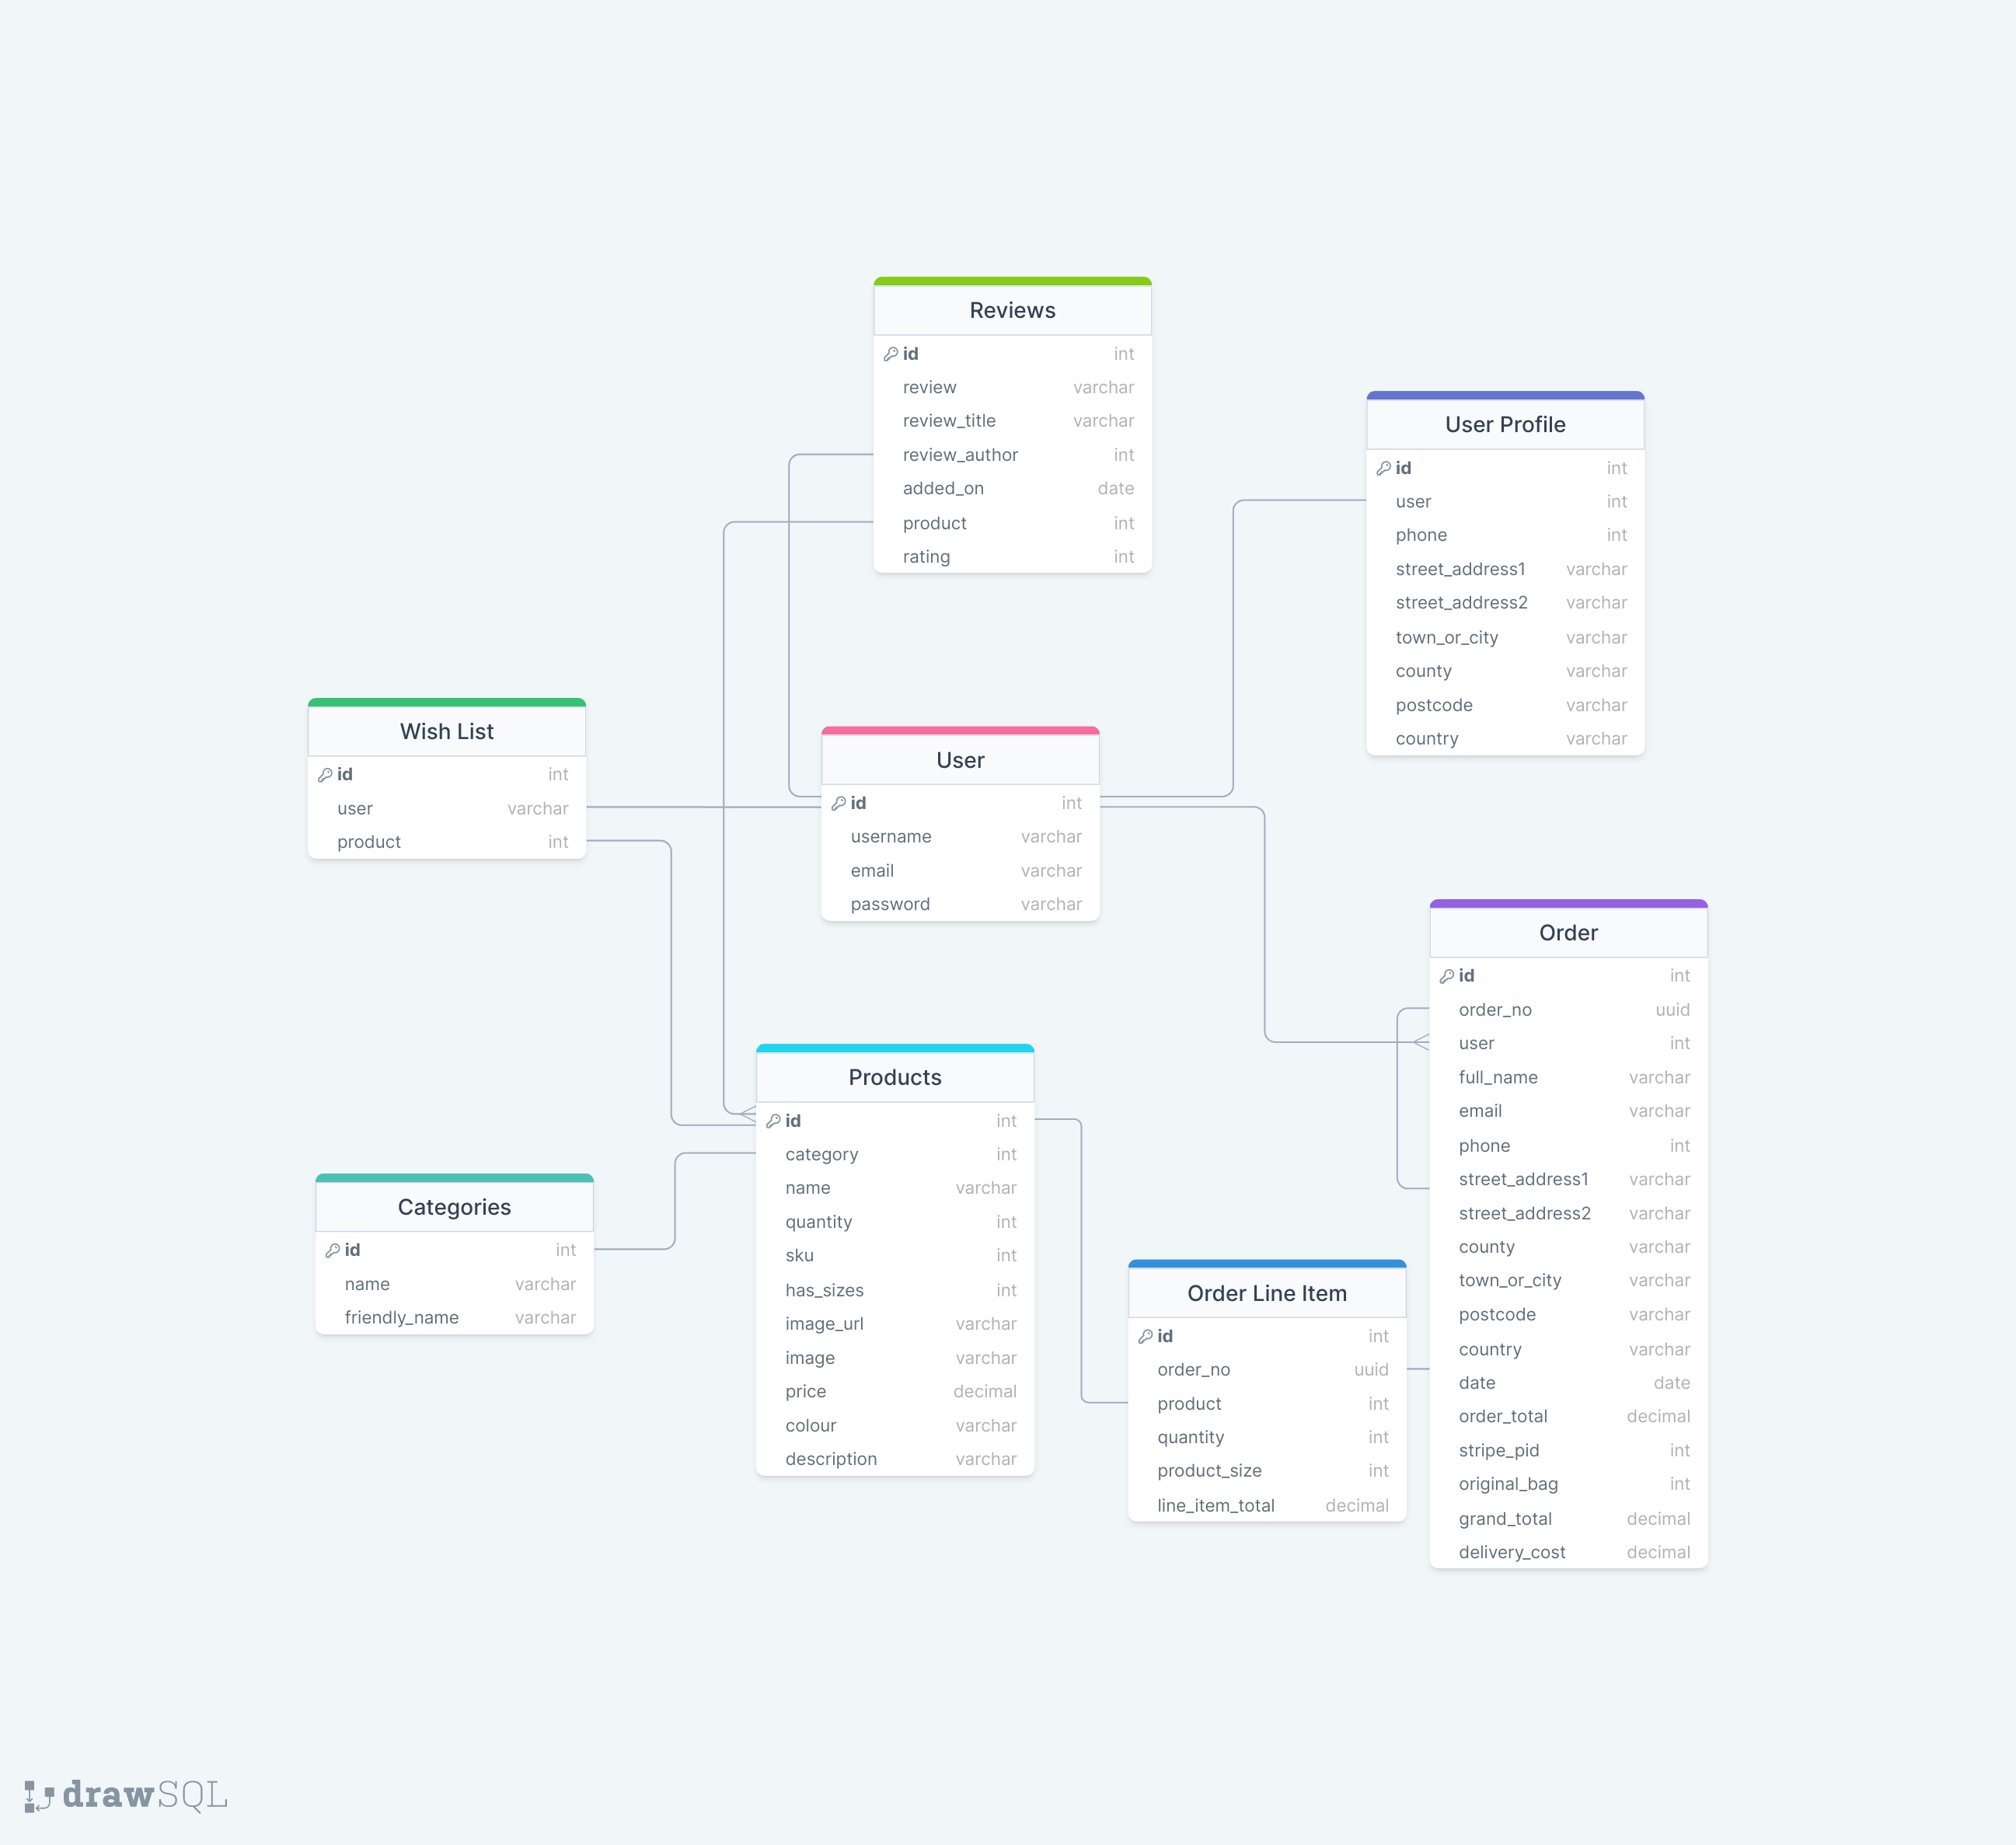 Reviews
id int
review varchar
review_title varchar
review_author int
added_on date
product int
rating int
User Profile
id int
user int
phone int
street_address1 varchar
street_address2 varchar
town_or_city varchar
county varchar
postcode varchar
country varchar
Wish List
id int
user varchar
product int
User
id int
username varchar
email varchar
password varchar
Order
id int
order_no uuid
user int
full_name varchar
email varchar
phone int
street_address1 varchar
street_address2 varchar
county varchar
town_or_city varchar
postcode varchar
country varchar
date date
order_total decimal
stripe_pid int
original_bag int
grand_total decimal
delivery_cost decimal
Products
id int
category int
name varchar
quantity int
sku int
has_sizes int
image_url varchar
image varchar
price decimal
colour varchar
description varchar
Categories
id int
name varchar
friendly_name varchar
Order Line Item
id int
order_no uuid
product int
quantity int
product_size int
line_item_total decimal
drawSQL